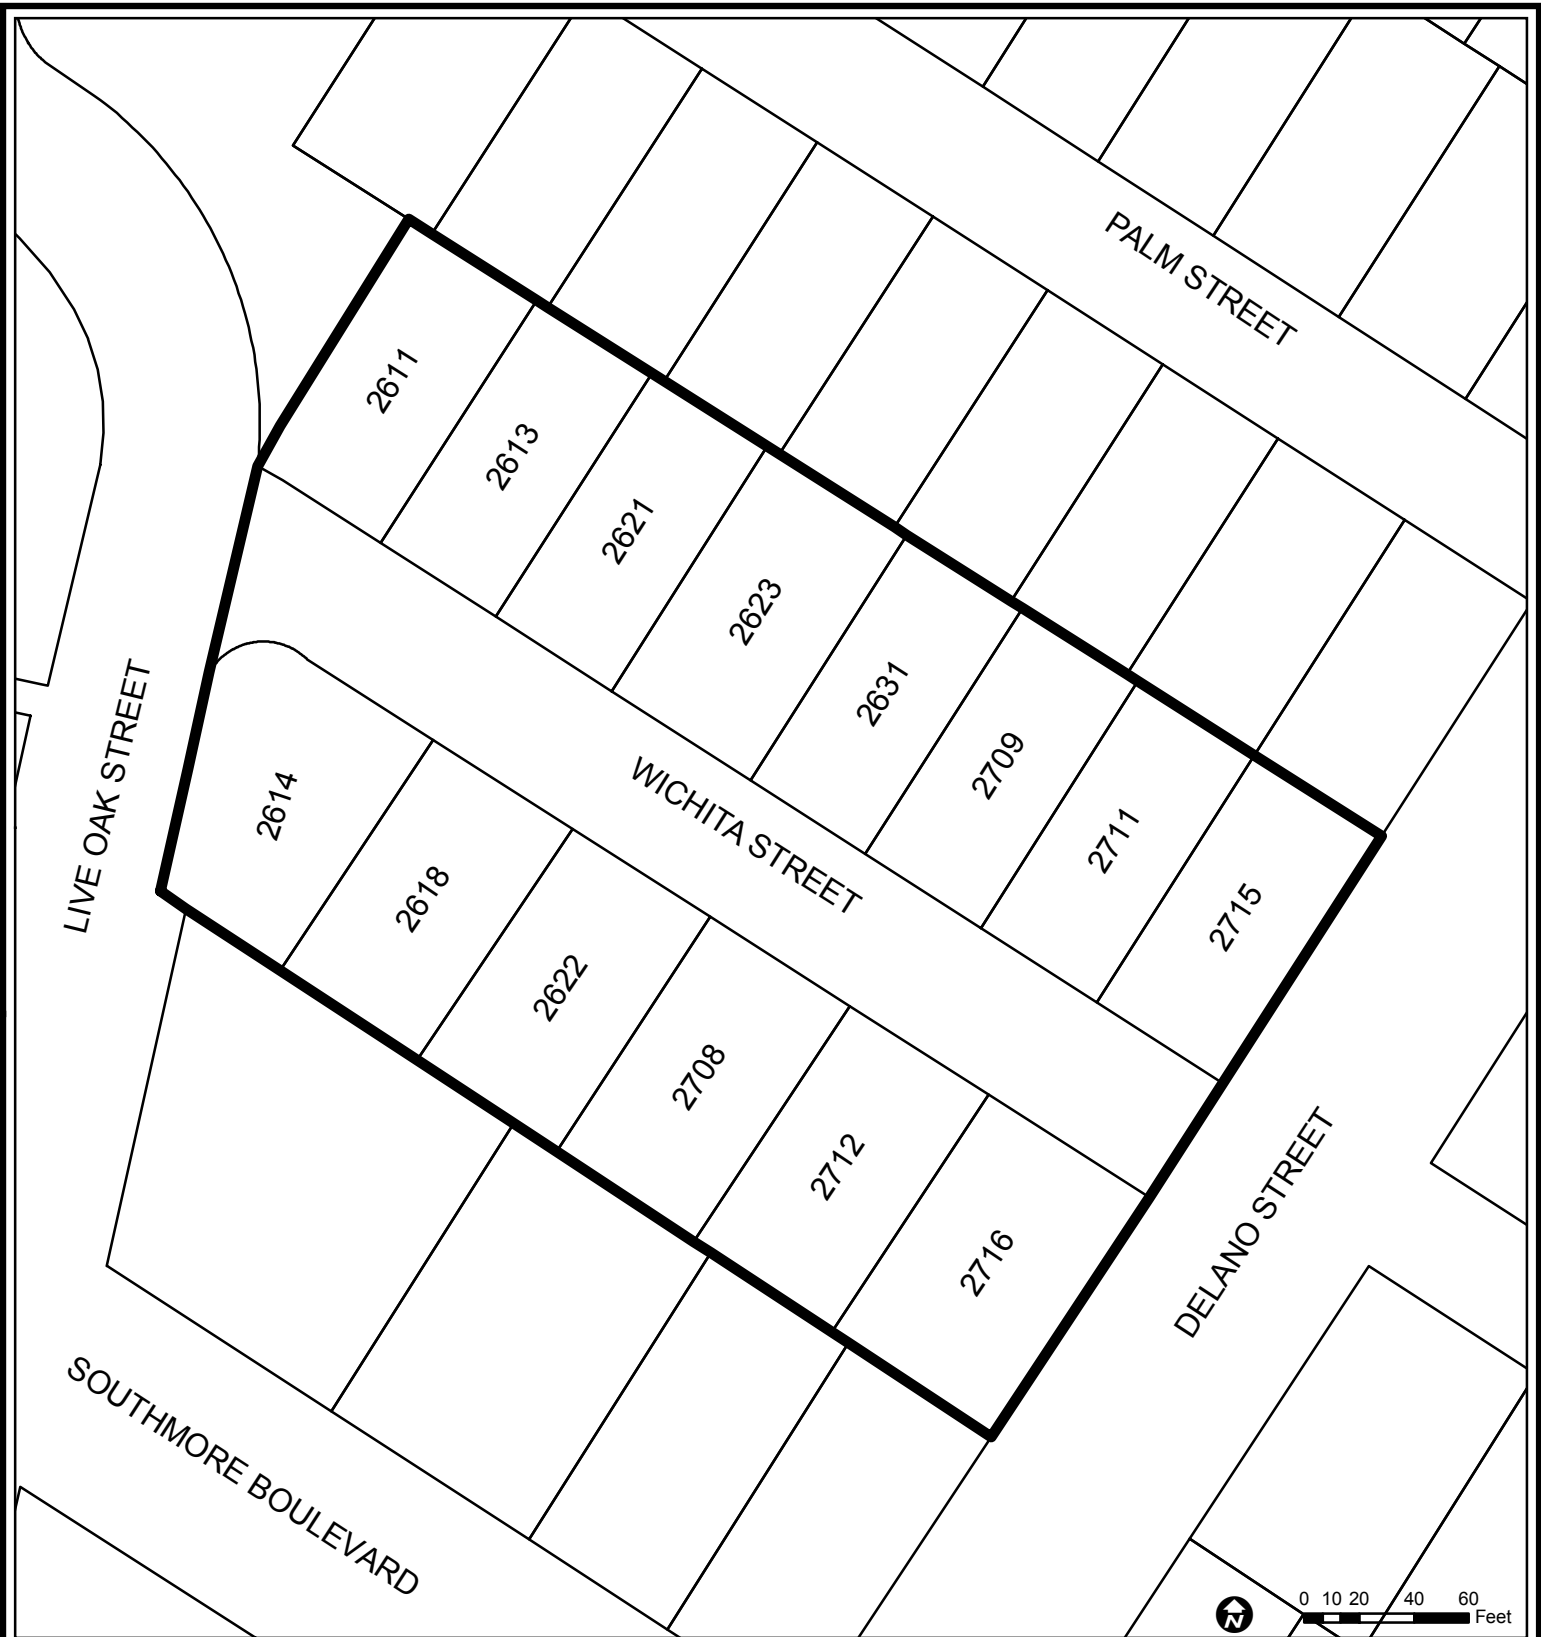 PALM STREET
2611
2613
2621
2623
2631
2709
2711
2715
WICHITA STREET
LIVE OAK STREET
2614
2618
2622
2708
2712
2716
DELANO STREET
SOUTHMORE BOULEVARD
N
0 10 20 40 60
Feet